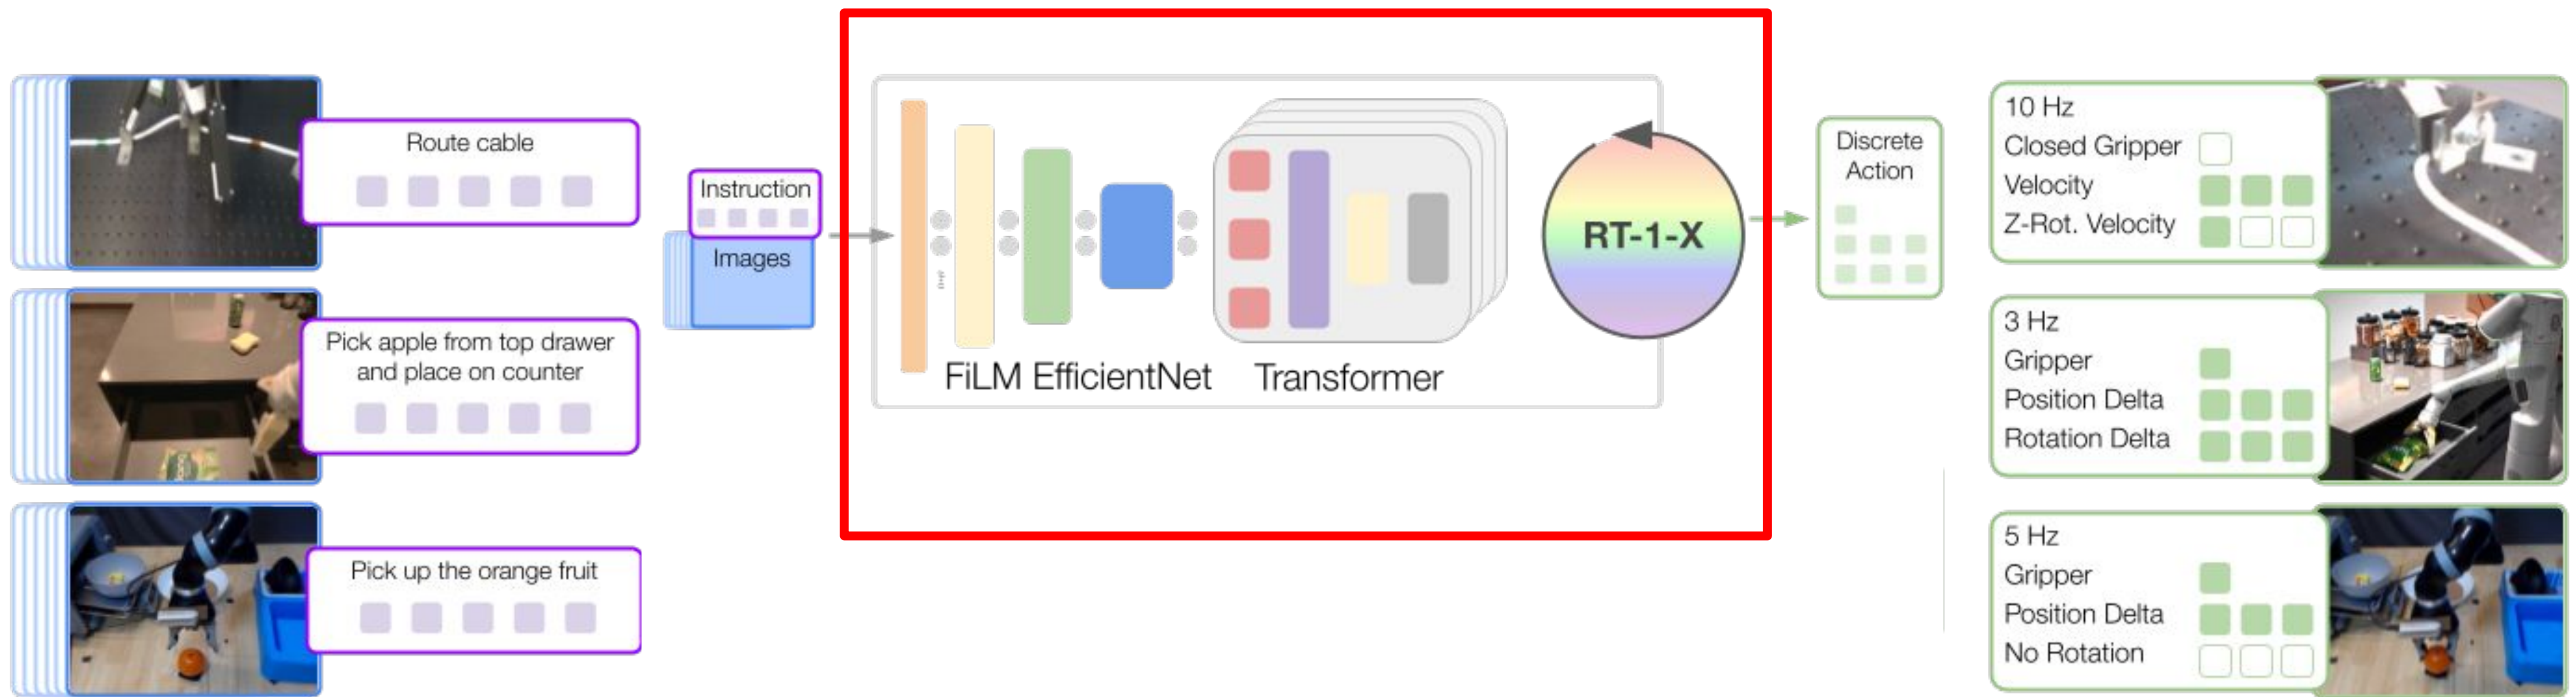 Route cable
Pick apple from top drawer
and place on counter
Pick up the orange fruit
Instruction
Images
FiLM EfficientNet
Transformer
RT-1-X
Discrete
Action
10 Hz
Closed Gripper
Velocity
Z-Rot. Velocity
3 Hz
Gripper
Position Delta
Rotation Delta
5 Hz
Gripper
Position Delta
No Rotation